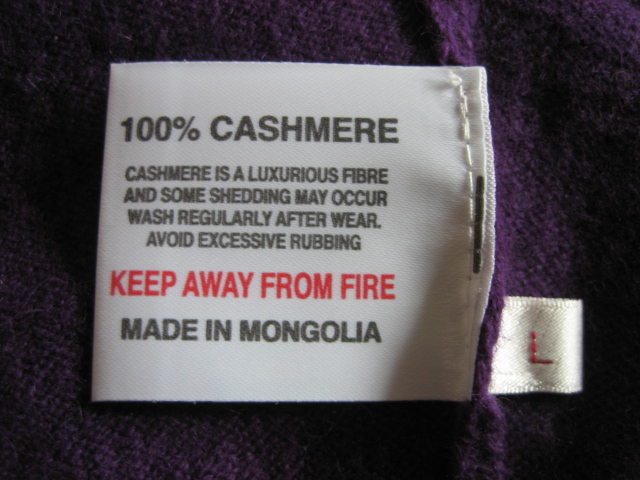 100% CASHMERE
CASHMERE IS A LUXURIOUS FIBRE
AND SOME SHEDDING MAY OCCUR
WASH REGULARLY AFTER WEAR.
AVOID EXCESSIVE RUBBING
KEEP AWAY FROM FIRE
MADE IN MONGOLIA
L